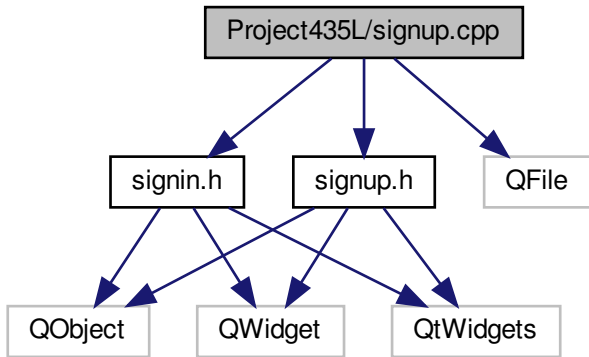 Project435L/signup.cpp
signin.h
signup.h
QFile
QObject
QWidget
QtWidgets